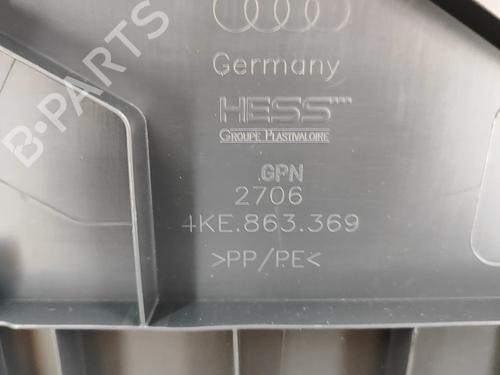 Germany
HESS
GROUPE PLASTIVALOIRE
GPN
2706
4KE.863.369
>PP/PE<
B-PARTS